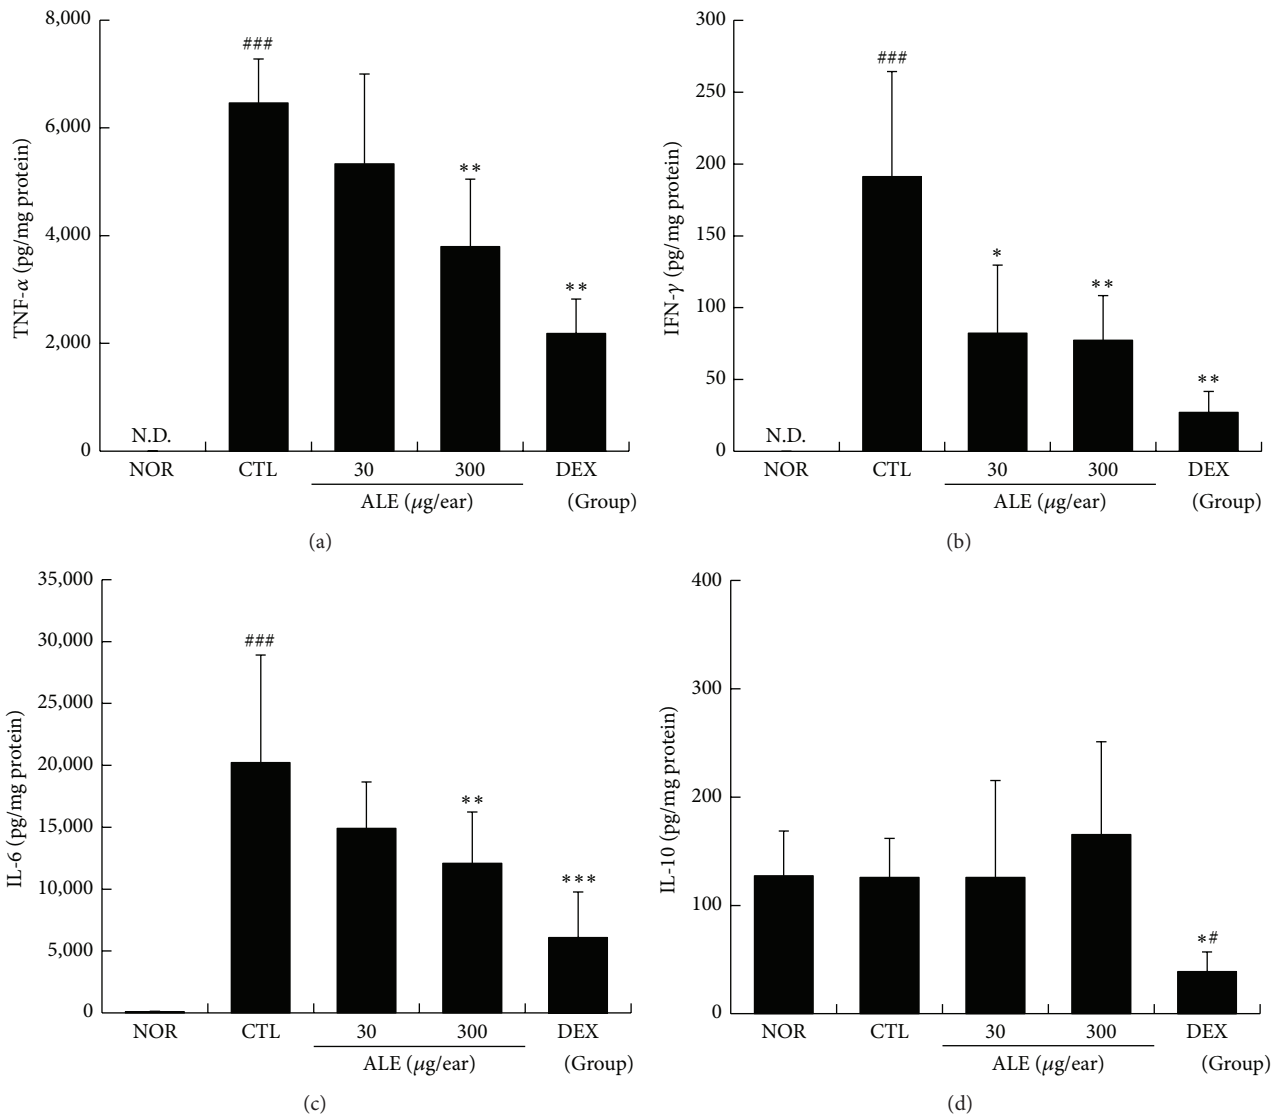 8,000
6,000
4,000
2,000
0
TNF-α (pg/mg protein)
N.D.
###
**
**
NOR CTL 30 300 DEX
ALE (μg/ear) (Group)
(a)
300
250
200
150
100
50
0
IFN-γ (pg/mg protein)
N.D.
###
*
**
**
NOR CTL 30 300 DEX
ALE (μg/ear) (Group)
(b)
35,000
30,000
25,000
20,000
15,000
10,000
5,000
0
IL-6 (pg/mg protein)
###
**
***
NOR CTL 30 300 DEX
ALE (μg/ear) (Group)
(c)
400
300
200
100
0
IL-10 (pg/mg protein)
*#
NOR CTL 30 300 DEX
ALE (μg/ear) (Group)
(d)